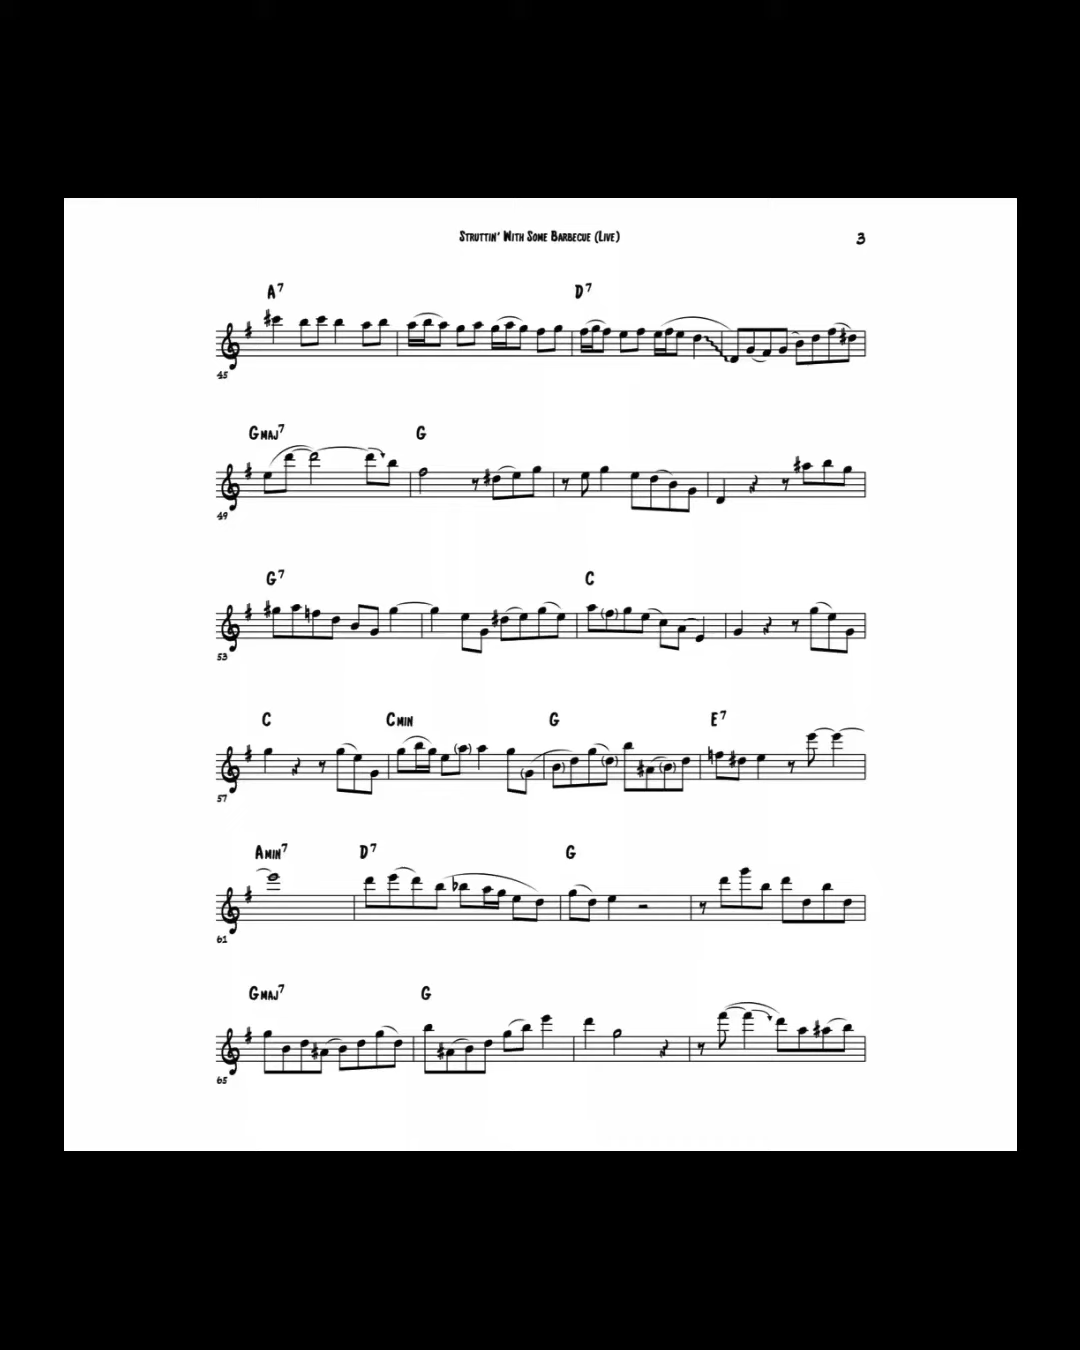 Struttin' With Some Barbecue (Live) 3
A7 D7
45
Gmaj7 G
49
G7 C
53
C Cmin G E7
57
Amin7 D7 G
61
Gmaj7 G
65